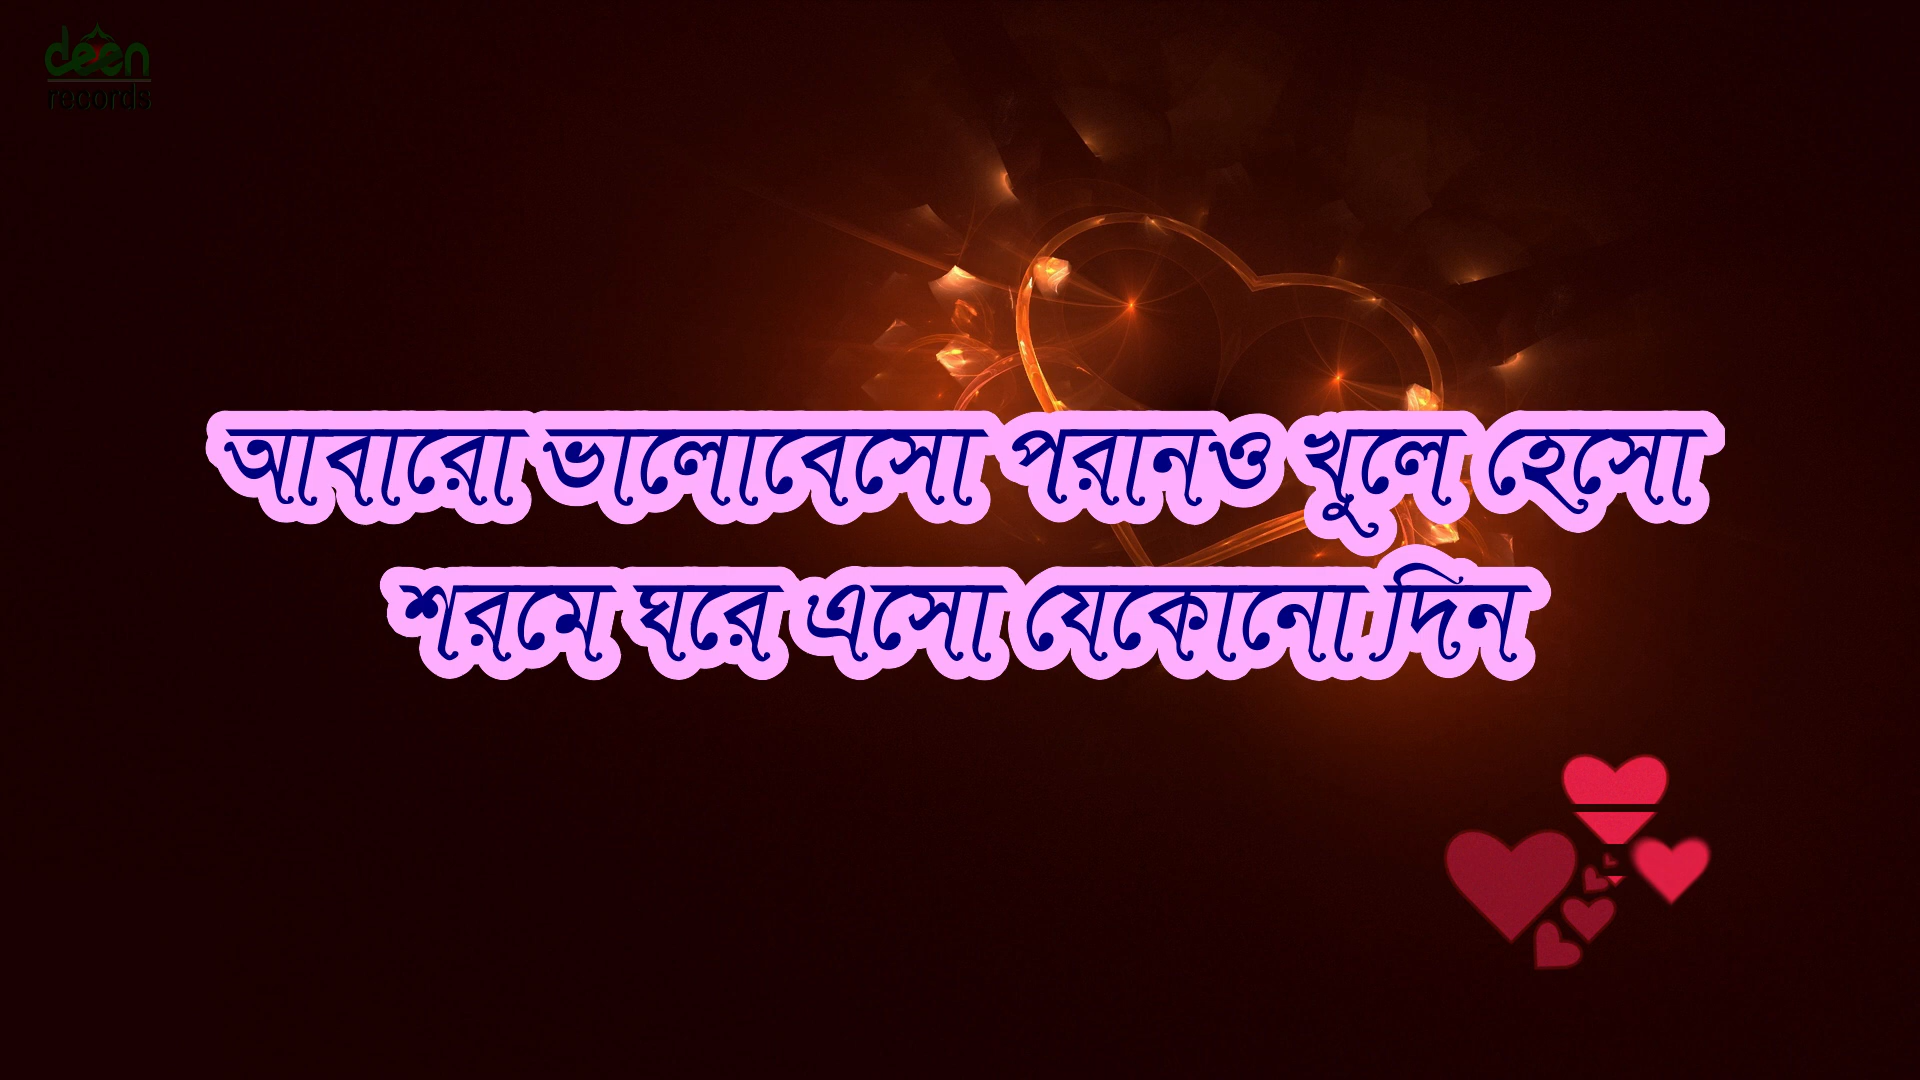 deen
records
আবারো ভালোবেসো পরানও খুলে হেসো
শরমে ঘরে এসো যেকোনো দিন